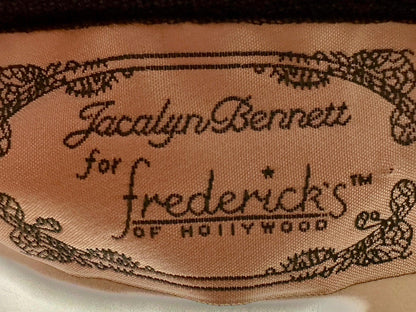 Jacalyn Bennett
for
frederick's™
OF HOLLYWOOD